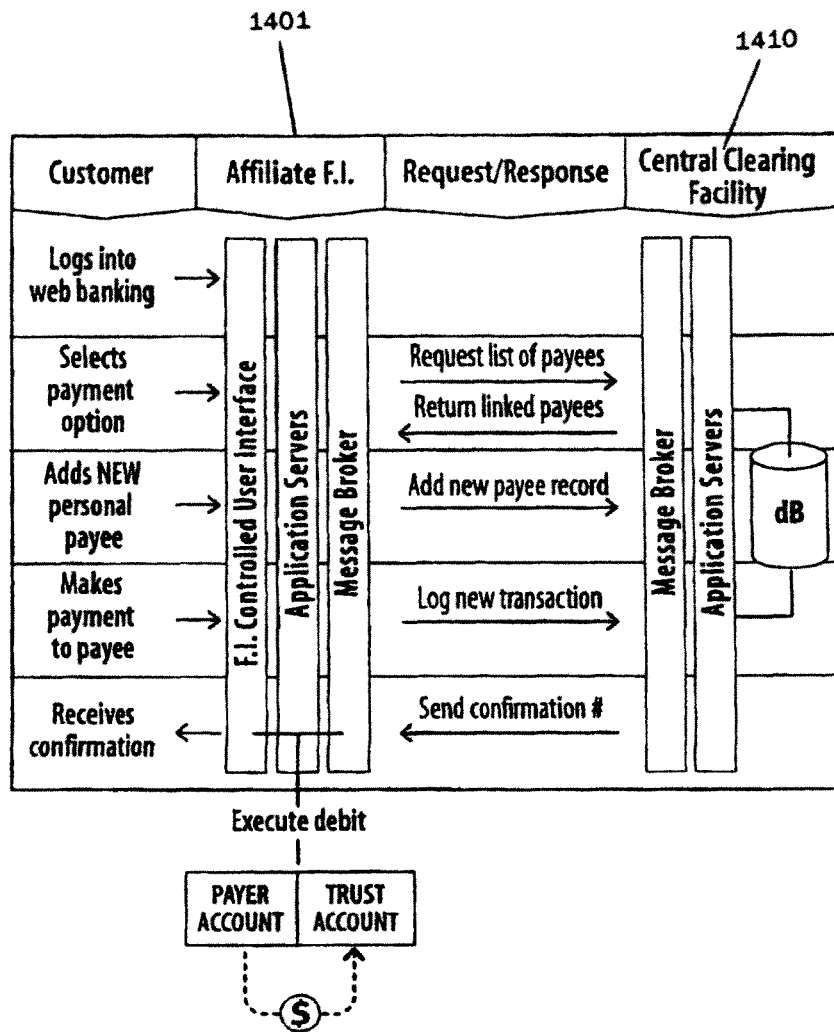 1401
1410
Customer
Affiliate F.I.
Request/Response
Central Clearing
Facility
Logs into
web banking
Selects
payment
option
Request list of payees
Return linked payees
Adds NEW
personal
payee
Add new payee record
Makes
payment
to payee
Log new transaction
Receives
confirmation
Send confirmation #
F.I. Controlled User Interface
Application Servers
Message Broker
Message Broker
Application Servers
dB
Execute debit
PAYER
ACCOUNT
TRUST
ACCOUNT
$